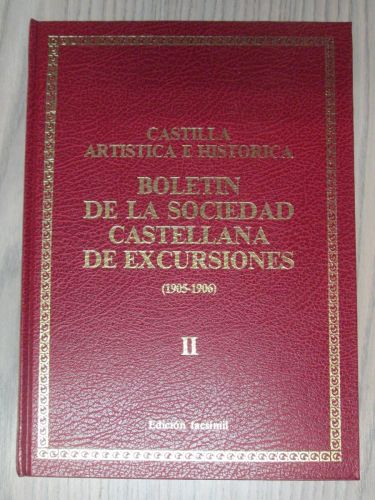 CASTILLA
ARTISTICA E HISTORICA
BOLETIN
DE LA SOCIEDAD
CASTELLANA
DE EXCURSIONES
(1905-1906)
II
Edición facsímil